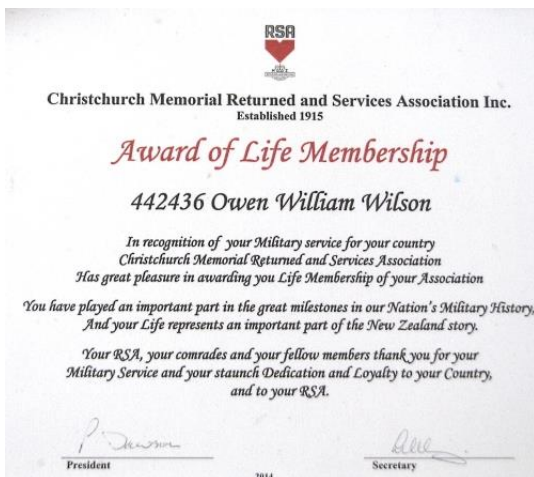 RSA
Christchurch Memorial Returned and Services Association Inc.
Established 1915
Award of Life Membership
442436 Owen William Wilson
In recognition of your Military service for your country
Christchurch Memorial Returned and Services Association
Has great pleasure in awarding you Life Membership of your Association
You have played an important part in the great milestones in our Nation's Military History,
And your Life represents an important part of the New Zealand story.
Your RSA, your comrades and your fellow members thank you for your
Military Service and your staunch Dedication and Loyalty to your Country,
and to your RSA.
President
Secretary
2014